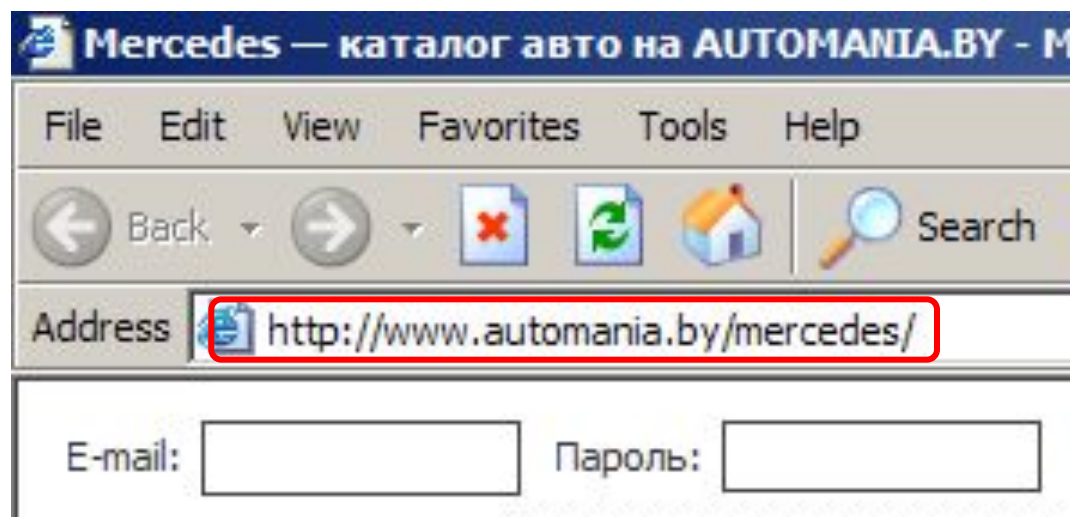 Mercedes — каталог авто на AUTOMANIA.BY - M
File Edit View Favorites Tools Help
Back Search
Address http://www.automania.by/mercedes/
E-mail: Пароль: